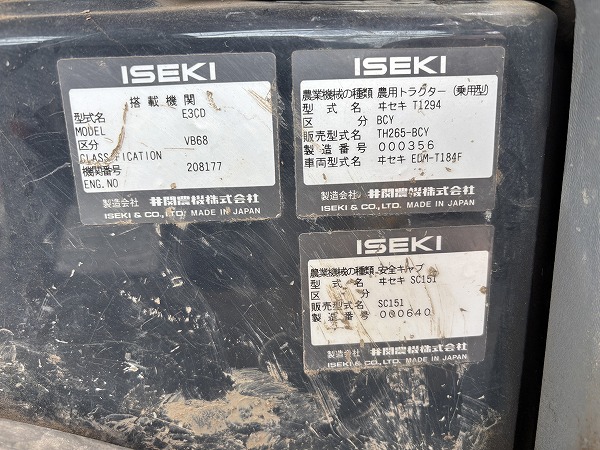 ISEKI
搭載機関
型式名 E3CD
MODEL
区分 VB68
CLASSIFICATION
機関番号 208177
ENG.NO
製造会社 井関農機株式会社
ISEKI & CO., LTD. MADE IN JAPAN
ISEKI
農業機械の種類 農用トラクター (乗用型)
型式名 ヰセキ T1294
区分 BCY
販売型式名 TH265-BCY
製造番号 000356
車両型式名 ヰセキ EDM-T184F
製造会社 井関農機株式会社
ISEKI & CO., LTD. MADE IN JAPAN
ISEKI
農業機械の種類 安全キャブ
型式名 ヰセキ SC151
区分
販売型式名 SC151
製造番号 000640
製造会社 井関農機株式会社
ISEKI & CO., LTD. MADE IN JAPAN